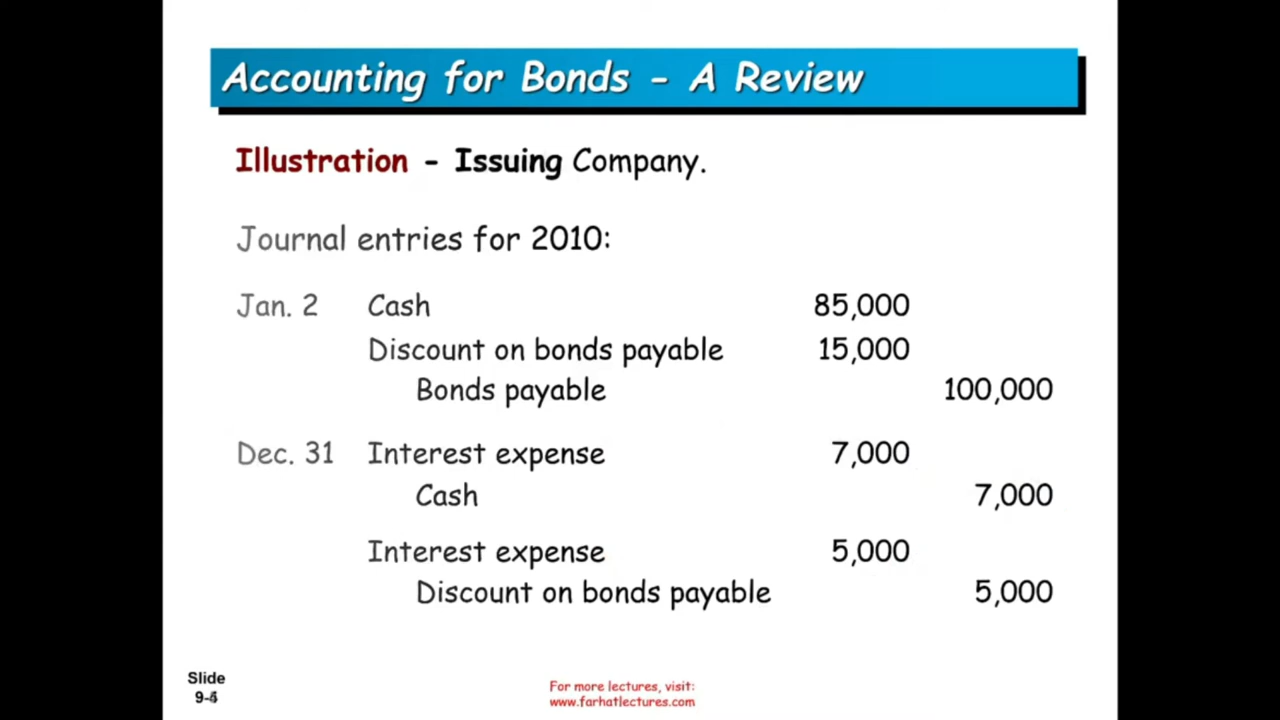 Accounting for Bonds - A Review
Illustration - Issuing Company.
Journal entries for 2010:
Jan. 2 Cash 85,000
Discount on bonds payable 15,000
Bonds payable 100,000
Dec. 31 Interest expense 7,000
Cash 7,000
Interest expense 5,000
Discount on bonds payable 5,000
Slide
For more lectures, visit:
www.farhatlectures.com